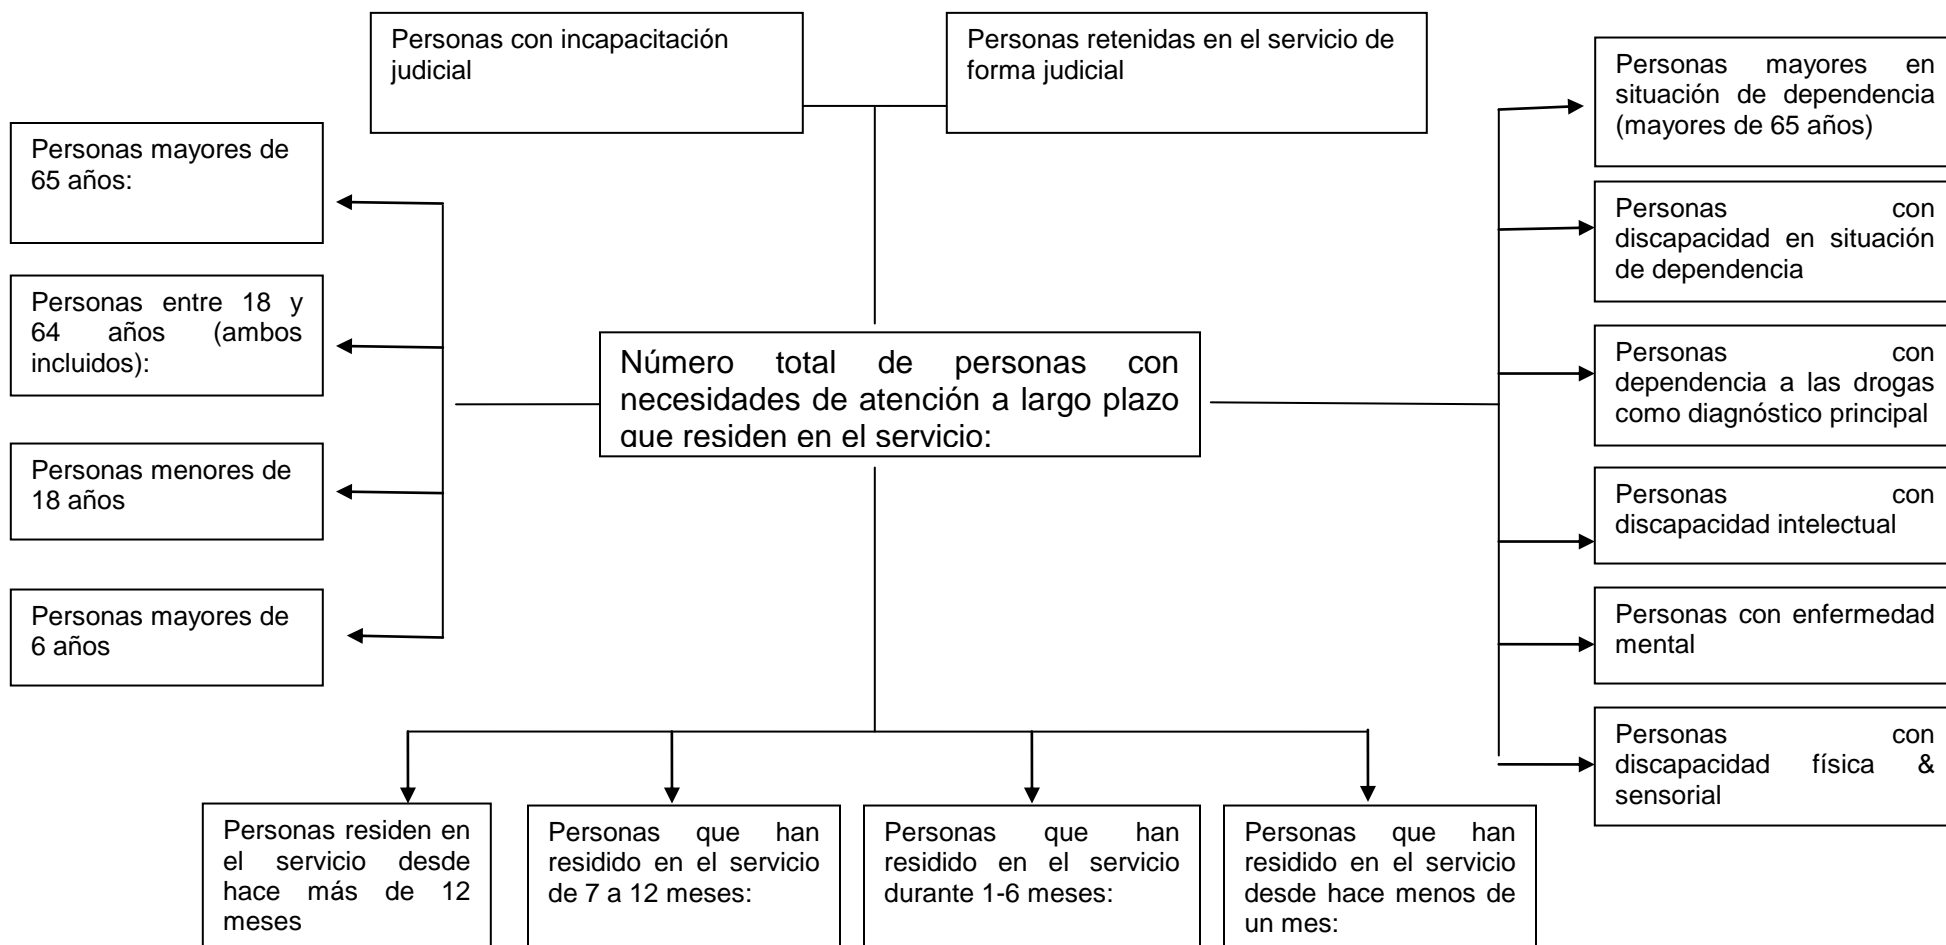 Personas con incapacitación
judicial
Personas retenidas en el servicio de
forma judicial
Personas mayores en
situación de dependencia
(mayores de 65 años)
Personas mayores de
65 años:
Personas con
discapacidad en situación
de dependencia
Personas entre 18 y
64 años (ambos
incluidos):
Número total de personas con
necesidades de atención a largo plazo
que residen en el servicio:
Personas con
dependencia a las drogas
como diagnóstico principal
Personas menores de
18 años
Personas con
discapacidad intelectual
Personas mayores de
6 años
Personas con enfermedad
mental
Personas con
discapacidad física &
sensorial
Personas residen en
el servicio desde
hace más de 12
meses
Personas que han
residido en el servicio
de 7 a 12 meses:
Personas que han
residido en el servicio
durante 1-6 meses:
Personas que han
residido en el servicio
desde hace menos de
un mes: